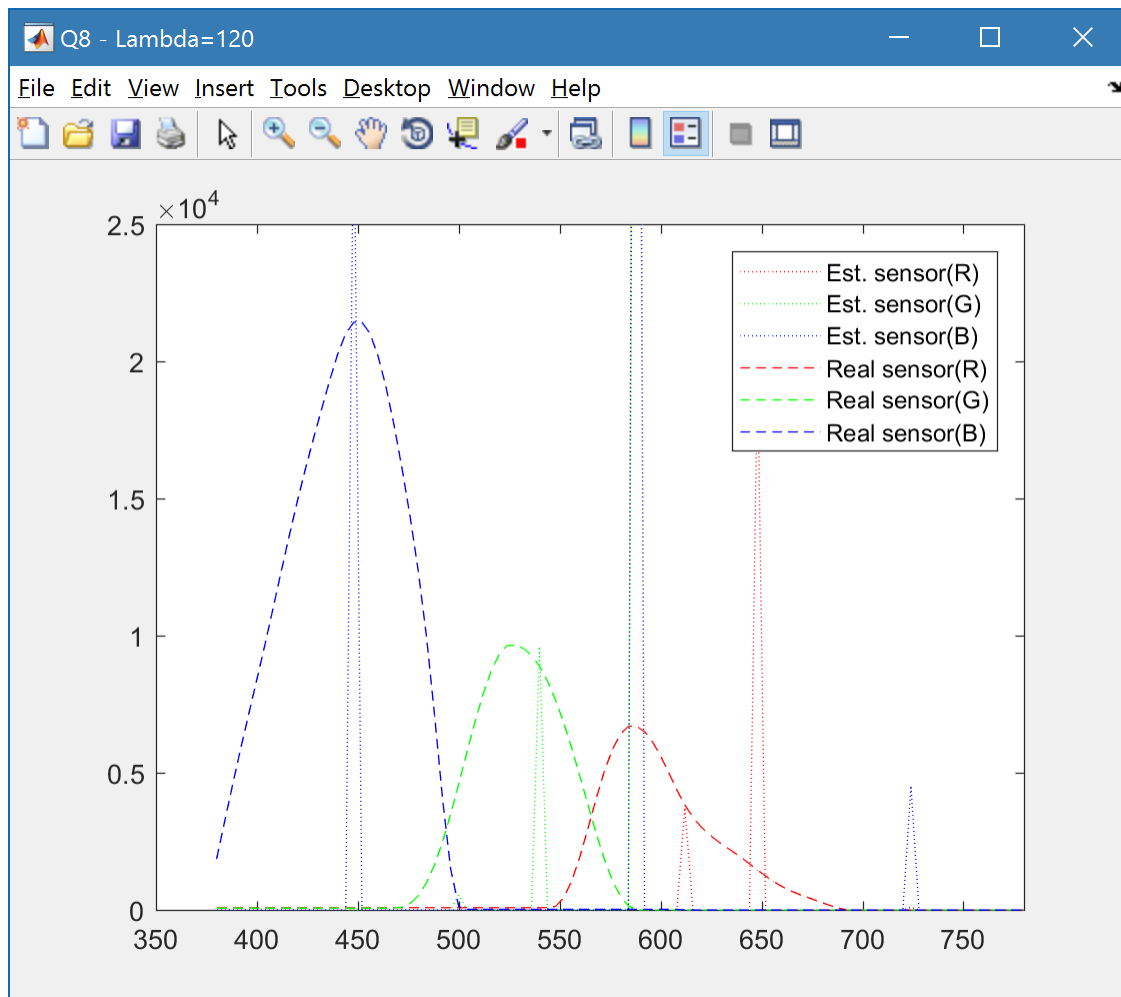 Q8 - Lambda=120
File Edit View Insert Tools Desktop Window Help
×10⁴
2.5
2
1.5
1
0.5
0
350 400 450 500 550 600 650 700 750
Est. sensor(R)
Est. sensor(G)
Est. sensor(B)
Real sensor(R)
Real sensor(G)
Real sensor(B)